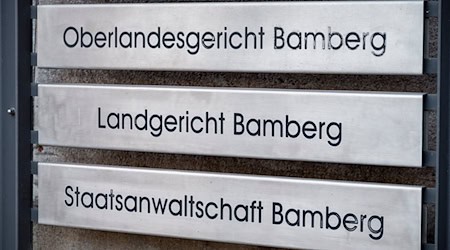 Oberlandesgericht Bamberg
Landgericht Bamberg
Staatsanwaltschaft Bamberg